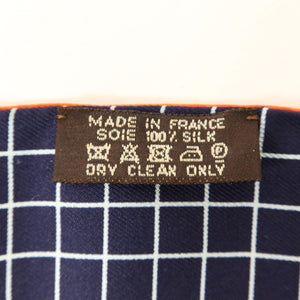 MADE IN FRANCE
SOIE 100% SILK
DRY CLEAN ONLY